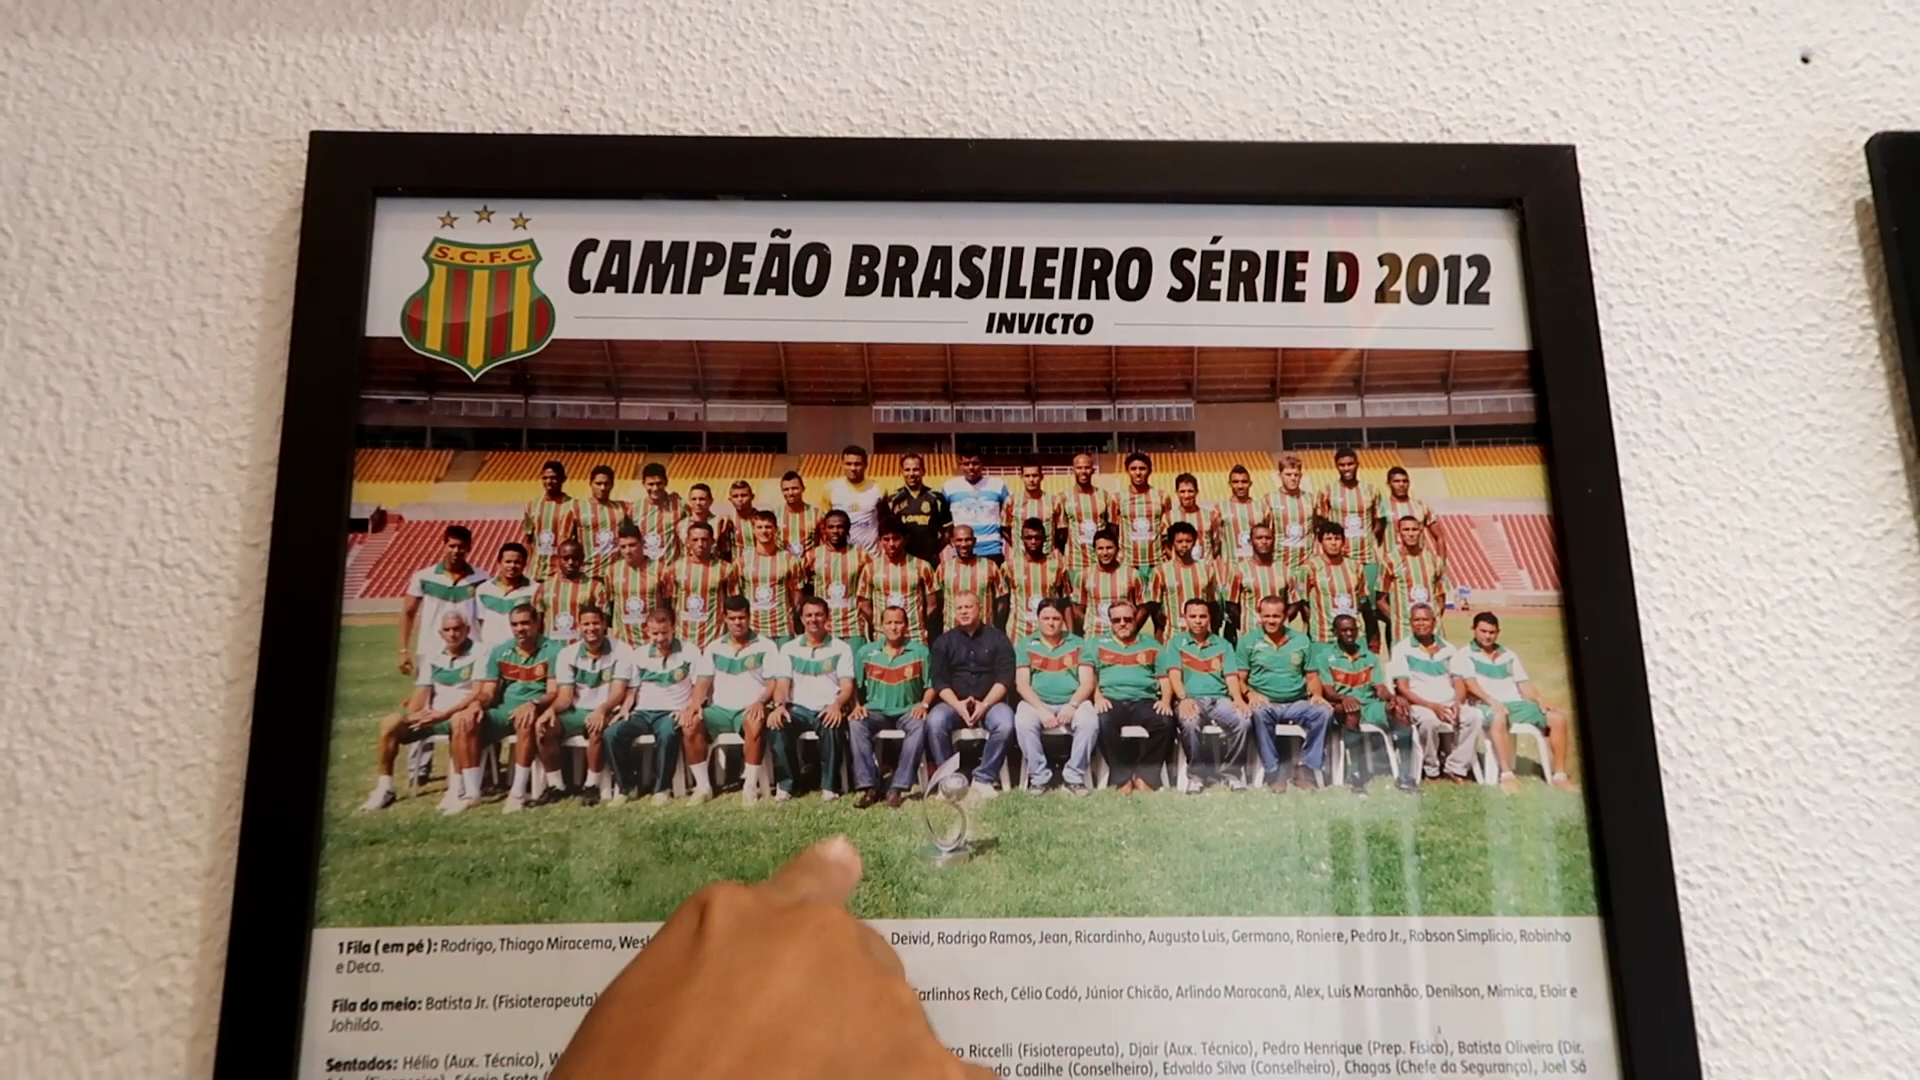 S.C.F.C.
CAMPEÃO BRASILEIRO SÉRIE D 2012
INVICTO
1 Fila ( em pé ): Rodrigo, Thiago Miracema, Deivid, Rodrigo Ramos, Jean, Ricardinho, Augusto Luis, Germano, Roniere, Pedro Jr., Robson Simplicio, Robinho
e Deca.
Fila do meio: Batista Jr. (Fisioterapeuta) Carlinhos Rech, Célio Codó, Júnior Chicão, Arlindo Maracanã, Alex, Luís Maranhão, Denilson, Mimica, Eloir e
Johildo.
Sentados: Hélio (Aux. Técnico), Riccelli (Fisioterapeuta), Djair (Aux. Técnico), Pedro Henrique (Prep. Físico), Batista Oliveira (Dir.
Cadilhe (Conselheiro), Edvaldo Silva (Conselheiro), Chagas (Chefe da Segurança), Joel Sá